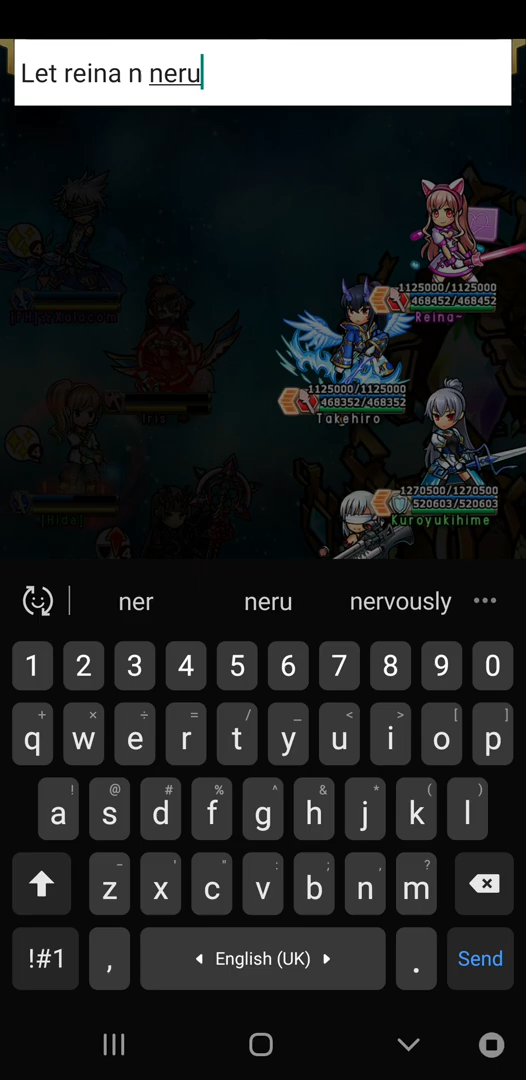 Let reina n neru
1125000/1125000
468452/468452
Reina~
1125000/1125000
468352/468352
Takehiro
Iris
1270500/1270500
520603/520603
Kuroyukihime
[Hide]
ner neru nervously
1 2 3 4 5 6 7 8 9 0
+ × ÷ = / _ < > [ ]
q w e r t y u i o p
! @ # % ^ & * ( )
a s d f g h j k l
- ' " : ; , ?
z x c v b n m
!#1 , English (UK) . Send